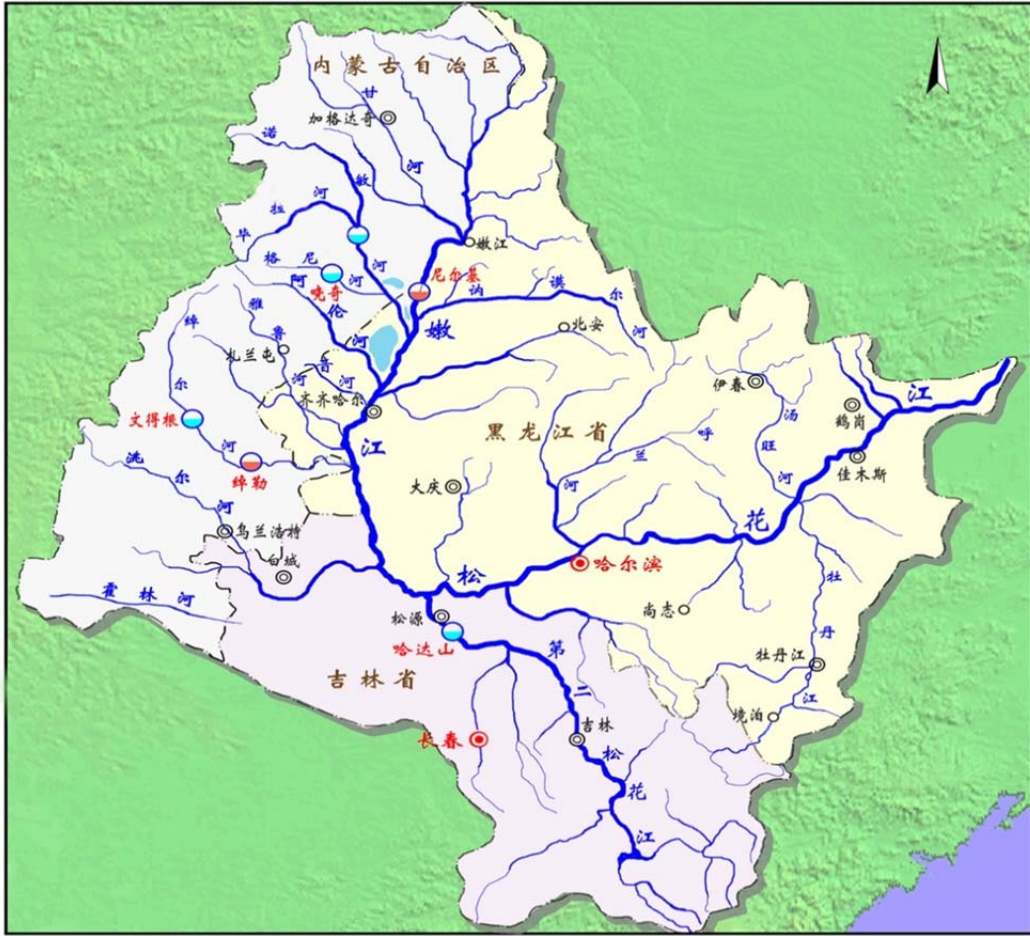 内蒙古自治区
甘河
加格达奇
诺敏河
毕拉河
嫩江
格尼河
尼尔基
晓奇
阿伦河
讷谟尔河
雅鲁河
绰尔河
嫩江
北安
扎兰屯
音河
伊春
齐齐哈尔
汤旺河
鹤岗
文得根
黑龙江省
呼兰河
佳木斯
洮尔河
绰勒
大庆
松花江
乌兰浩特
白城
哈尔滨
霍林河
松源
尚志
牡丹江
哈达山
第二松花江
牡丹江
吉林省
境泊
长春
吉林